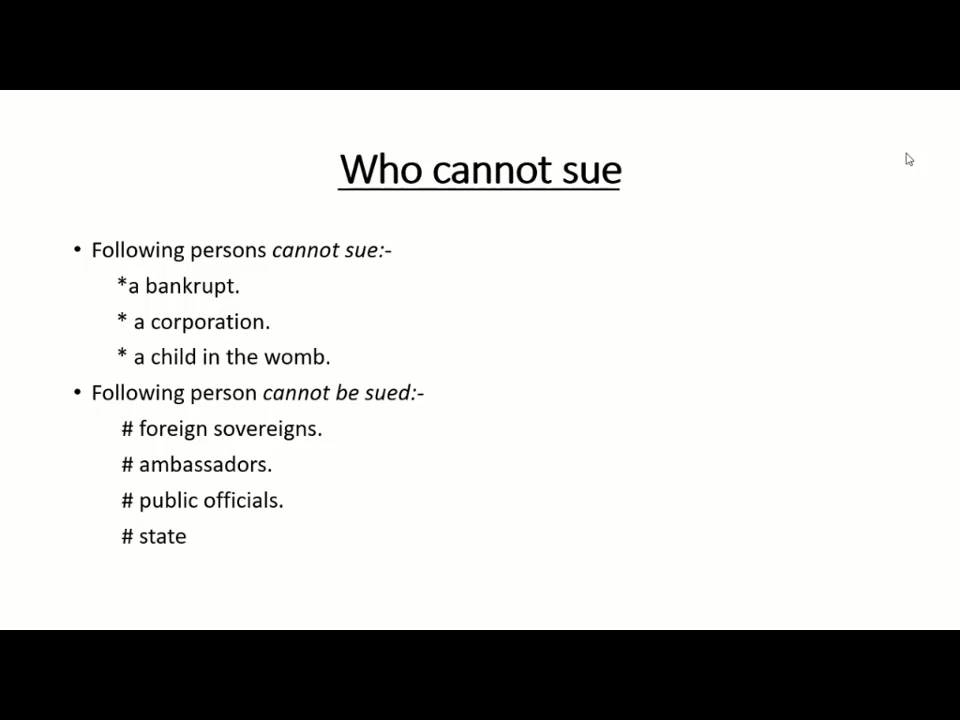 Who cannot sue
• Following persons cannot sue:-
*a bankrupt.
* a corporation.
* a child in the womb.
• Following person cannot be sued:-
# foreign sovereigns.
# ambassadors.
# public officials.
# state